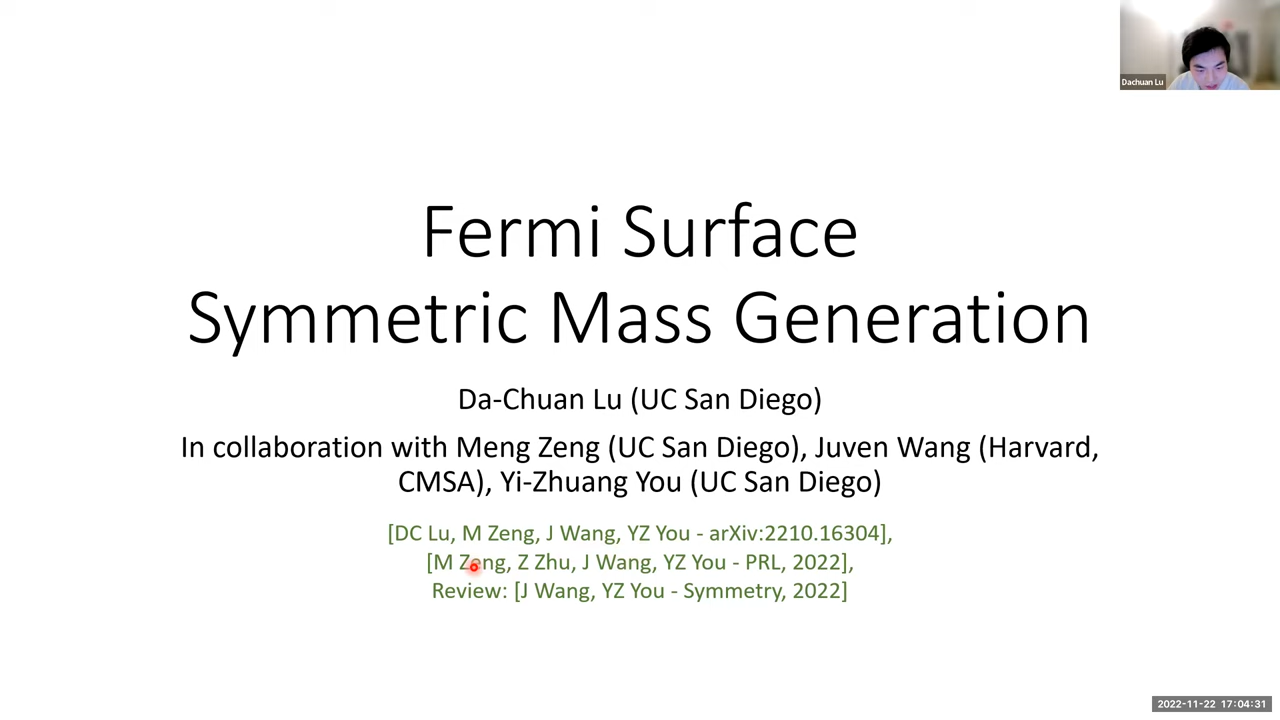 Dachuan Lu
Fermi Surface
Symmetric Mass Generation
Da-Chuan Lu (UC San Diego)
In collaboration with Meng Zeng (UC San Diego), Juven Wang (Harvard,
CMSA), Yi-Zhuang You (UC San Diego)
[DC Lu, M Zeng, J Wang, YZ You - arXiv:2210.16304],
[M Zeng, Z Zhu, J Wang, YZ You - PRL, 2022],
Review: [J Wang, YZ You - Symmetry, 2022]
2022-11-22 17:04:31